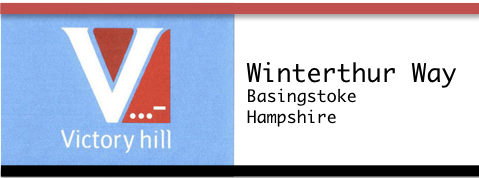 V
Victory hill
Winterthur Way
Basingstoke
Hampshire